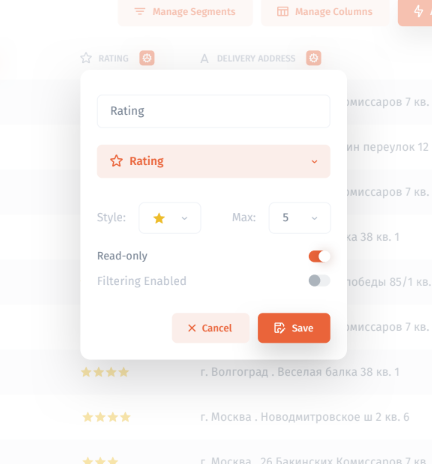 Manage Segments
Manage Columns
RATING
A DELIVERY ADDRESS
Rating
омиссаров 7 кв.
ин переулок 12
Rating
омиссаров 7 кв.
Style:
Max: 5
ка 38 кв. 1
Read-only
Filtering Enabled
победы 85/1 кв.
Cancel
Save
омиссаров 7 кв.
г. Волгоград . Веселая балка 38 кв. 1
г. Москва . Новодмитровское ш 2 кв. 6
г. Москва . 26 Бакинских Комиссаров 7 кв.